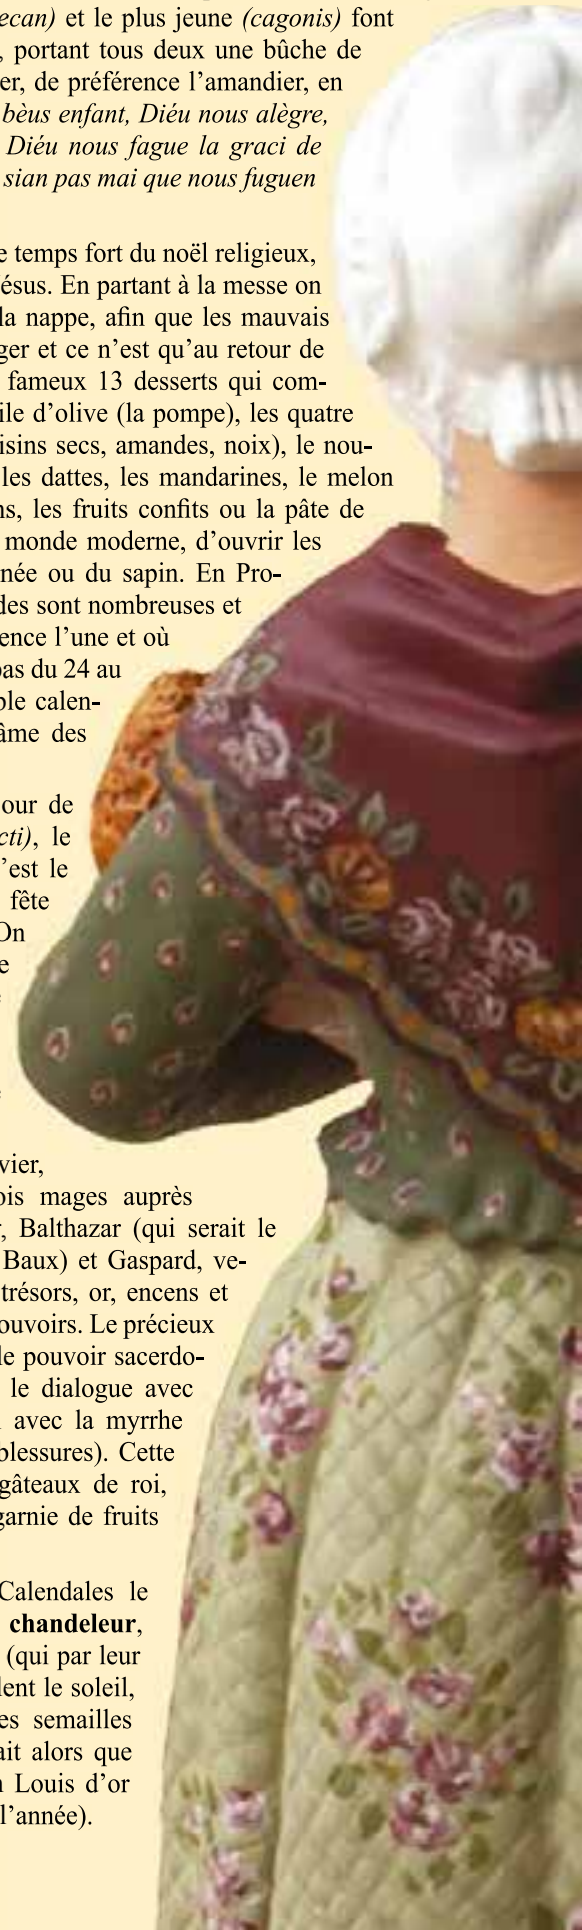 ecan) et le plus jeune (cagonis) font
, portant tous deux une bûche de
er, de préférence l'amandier, en
bèus enfant, Diéu nous alègre,
Diéu nous fague la graci de
sian pas mai que nous fuguen
e temps fort du noël religieux,
ésus. En partant à la messe on
la nappe, afin que les mauvais
ger et ce n'est qu'au retour de
fameux 13 desserts qui com-
ile d'olive (la pompe), les quatre
isins secs, amandes, noix), le nou-
les dattes, les mandarines, le melon
ns, les fruits confits ou la pâte de
monde moderne, d'ouvrir les
née ou du sapin. En Pro-
des sont nombreuses et
ence l'une et où
pas du 24 au
ple calen-
âme des
our de
cti), le
'est le
fête
On
e
e
vier,
ois mages auprès
, Balthazar (qui serait le
Baux) et Gaspard, ve-
trésors, or, encens et
ouvoirs. Le précieux
le pouvoir sacerdo-
le dialogue avec
avec la myrrhe
blessures). Cette
gâteaux de roi,
garnie de fruits
Calendales le
chandeleur,
(qui par leur
lent le soleil,
es semailles
ait alors que
n Louis d'or
l'année).